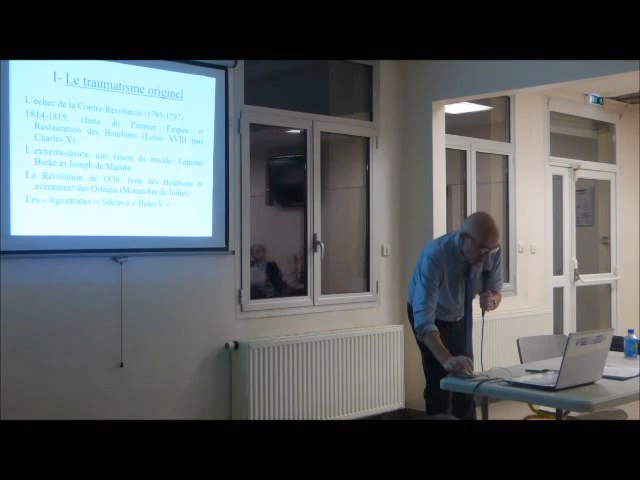 I- Le traumatisme originel
L'échec de la Contre-Révolution (1793-1797)
1814-1815: chute du Premier Empire et
Restauration des Bourbons (Louis XVIII puis
Charles X)
L'extrême-droite, une vision du monde: Edmund
Burke et Joseph de Maistre
La Révolution de 1830: fuite des Bourbons et
avènement des Orléans (Monarchie de Juillet)
Les « légitimistes », fidèles à « Henri V »